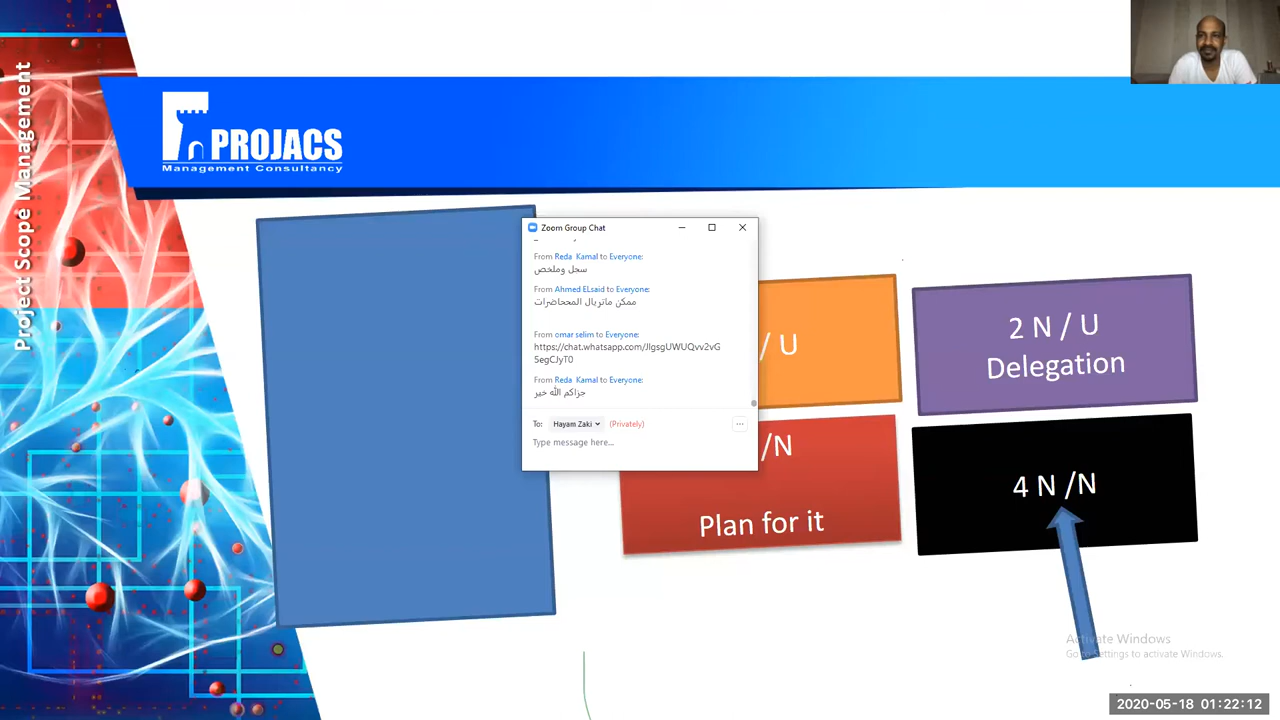 Project Scope Management
PROJACS
Management Consultancy
Zoom Group Chat
From Reda Kamal to Everyone:
سجل وملخص
From Ahmed ELsaid to Everyone:
ممكن ماتريال المححاضرات
From omar selim to Everyone:
https://chat.whatsapp.com/JIgsgUWUQvv2vG
5egCJyT0
From Reda Kamal to Everyone:
جزاكم الله خير
To: Hayam Zaki (Privately)
Type message here...
/ U
2 N / U
Delegation
/N
Plan for it
4 N /N
Activate Windows
Go to Settings to activate Windows.
2020-05-18 01:22:12